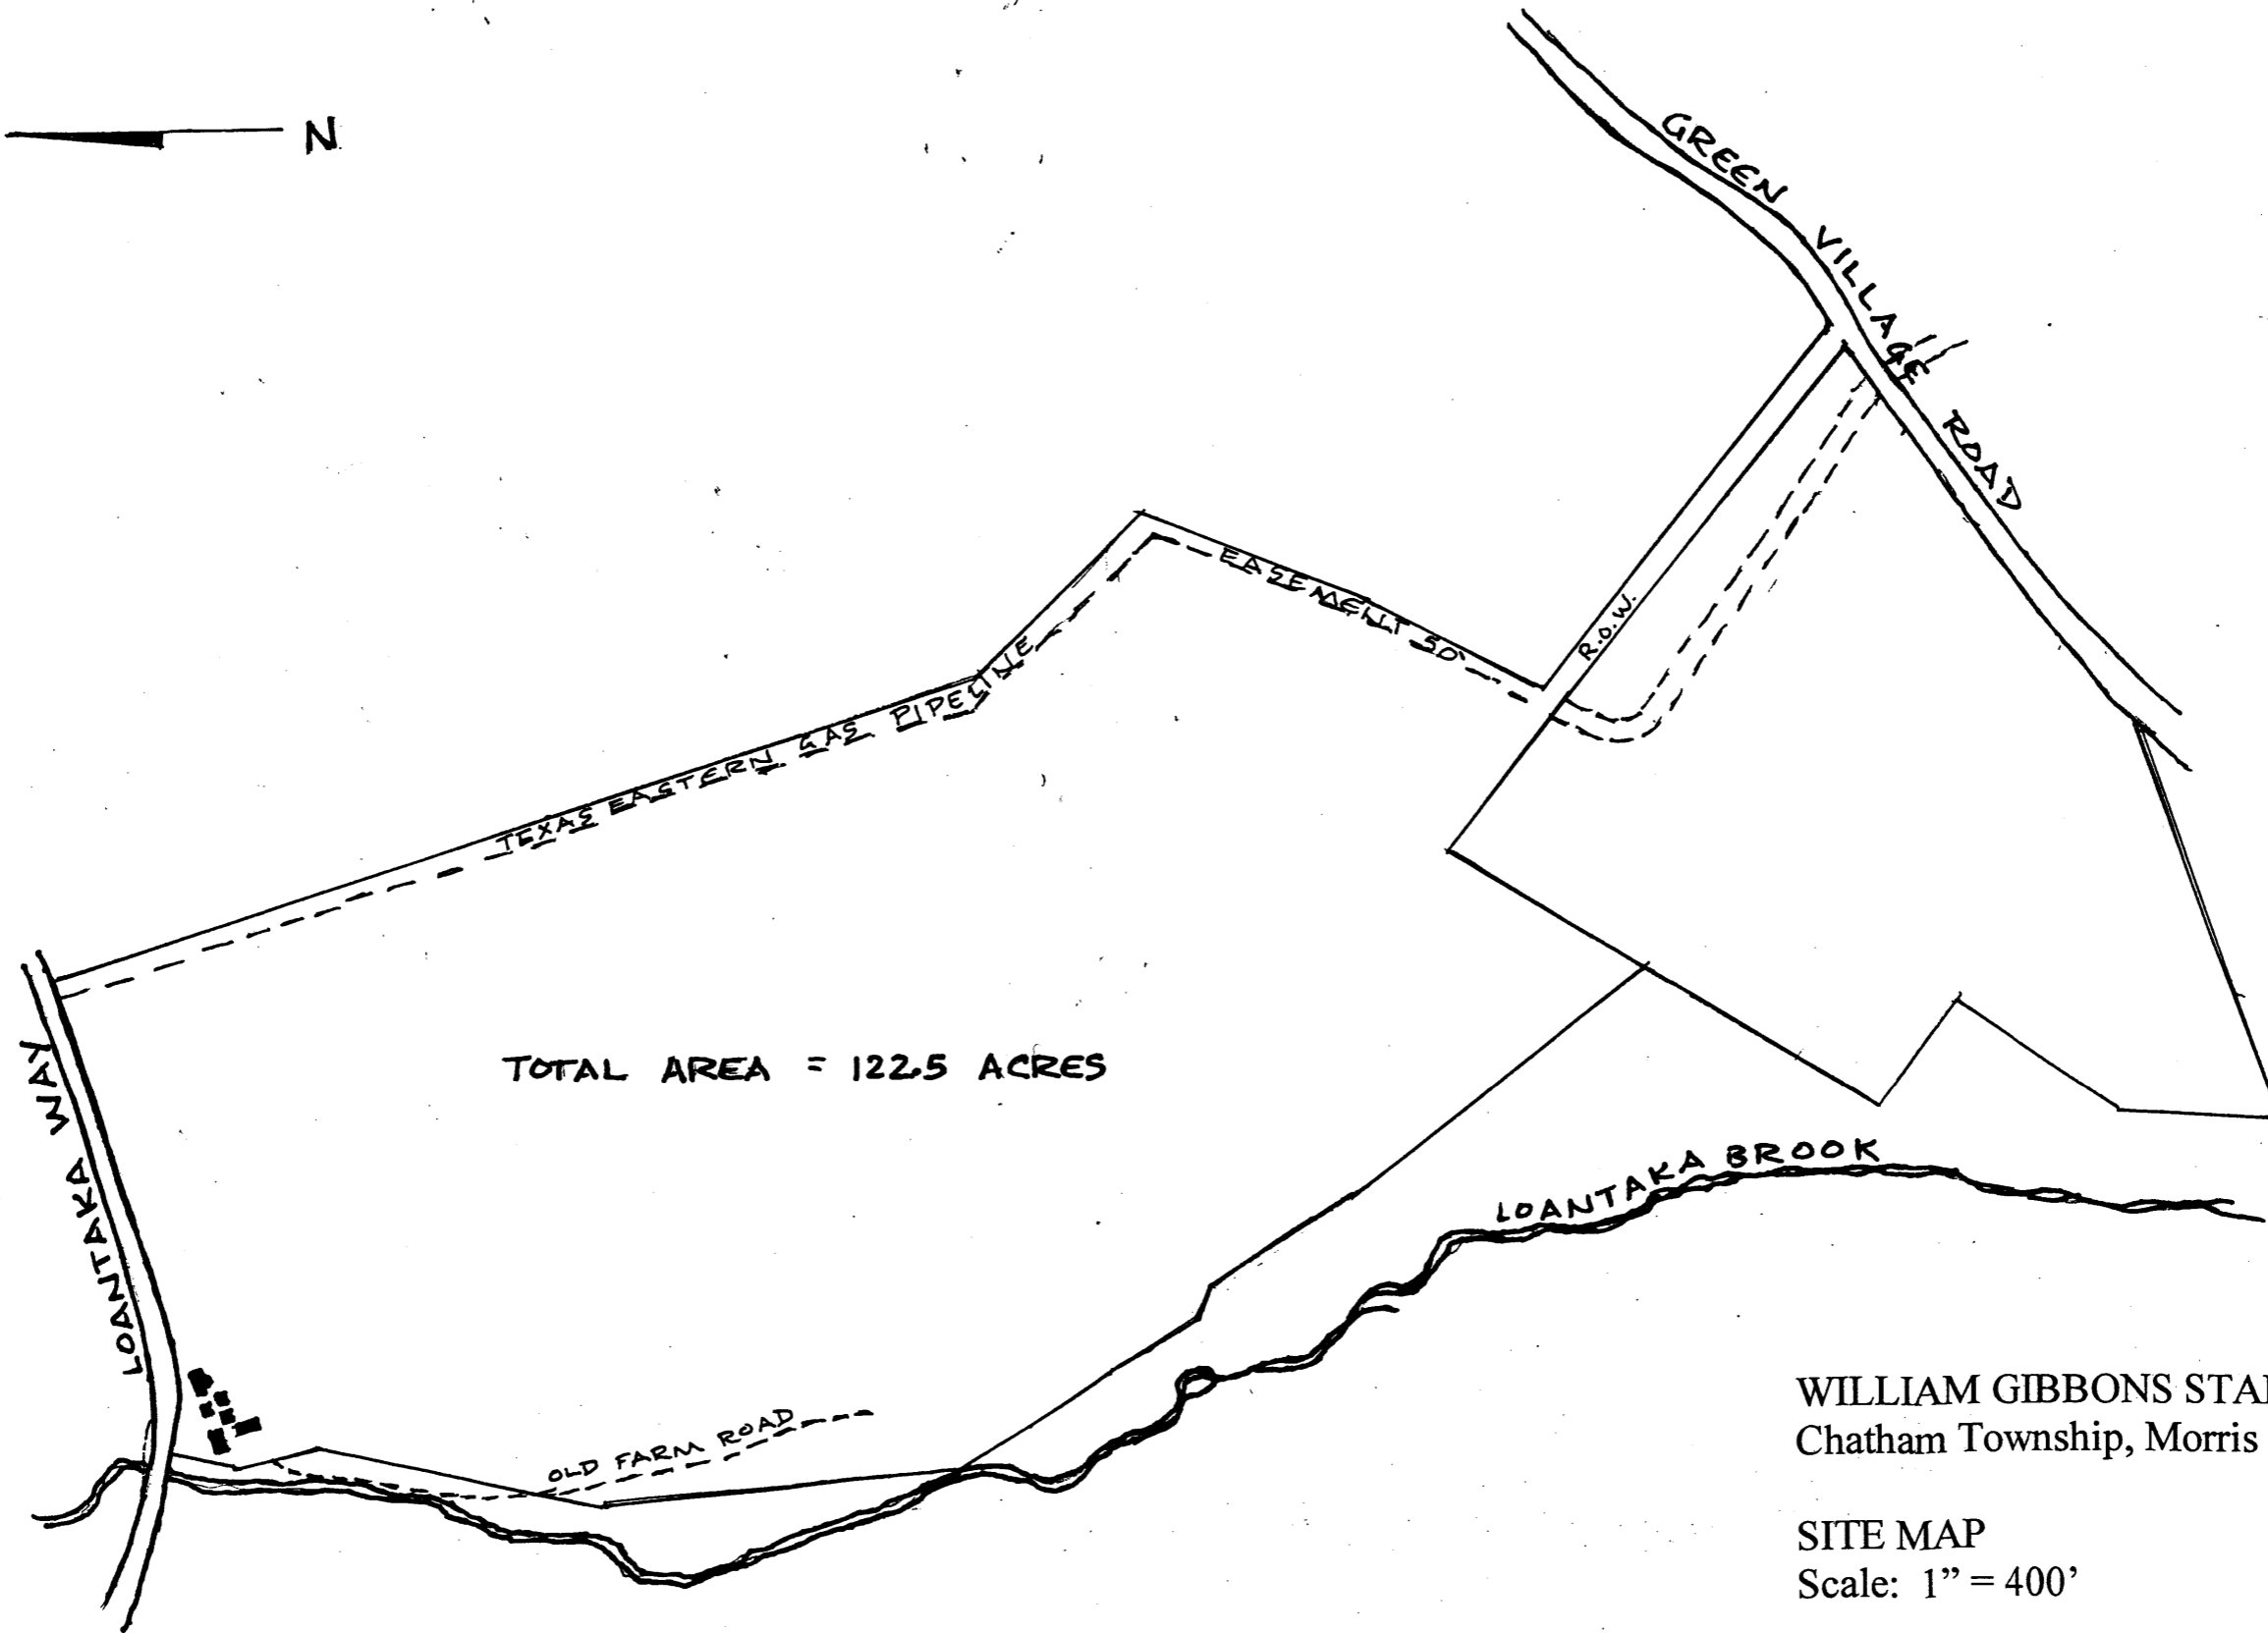 N
GREEN VILLAGE ROAD
R.O.W.
TEXAS EASTERN GAS PIPELINE EASEMENT 50'
TOTAL AREA = 122.5 ACRES
LOANTAKA WAY
LOANTAKA BROOK
OLD FARM ROAD
WILLIAM GIBBONS
Chatham Township, Morris
SITE MAP
Scale: 1” = 400’